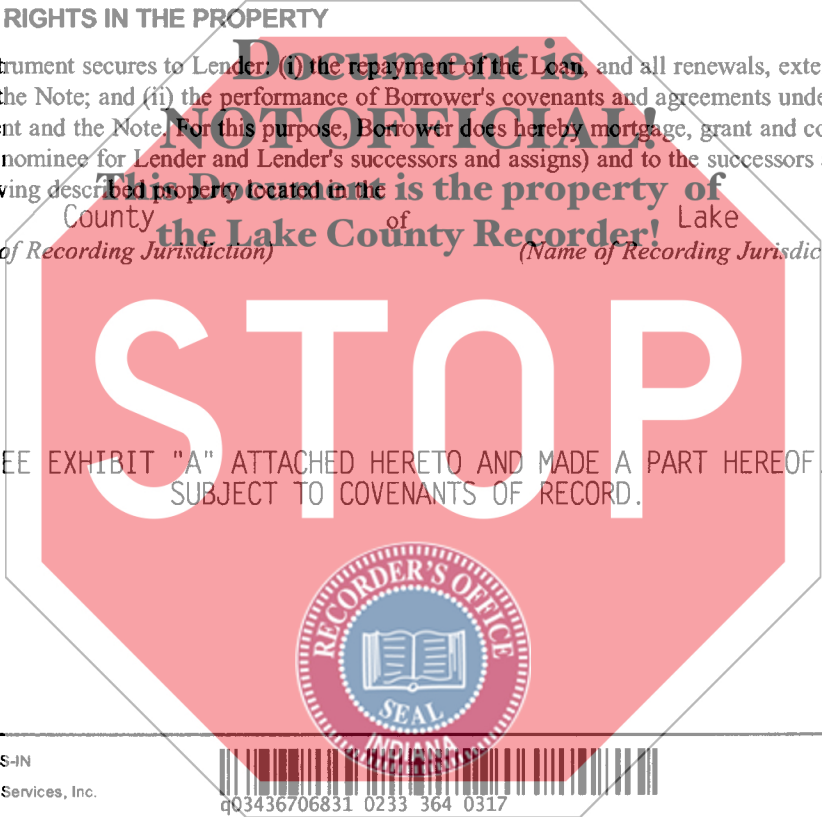 RIGHTS IN THE PROPERTY
trument secures to Lender: (i) the repayment of the Loan, and all renewals, exte
Document is
the Note; and (ii) the performance of Borrower's covenants and agreements unde
NOT OFFICIAL!
nt and the Note. For this purpose, Borrower does hereby mortgage, grant and co
nominee for Lender and Lender's successors and assigns) and to the successors
ving described property located in the
This Document is the property of
County of Lake
the Lake County Recorder!
of Recording Jurisdiction) (Name of Recording Jurisdic
STOP
EE EXHIBIT "A" ATTACHED HERETO AND MADE A PART HEREOF.
SUBJECT TO COVENANTS OF RECORD.
RECORDER'S OFFICE
SEAL
INDIANA
S-IN
Services, Inc.
q03436706831 0233 364 0317